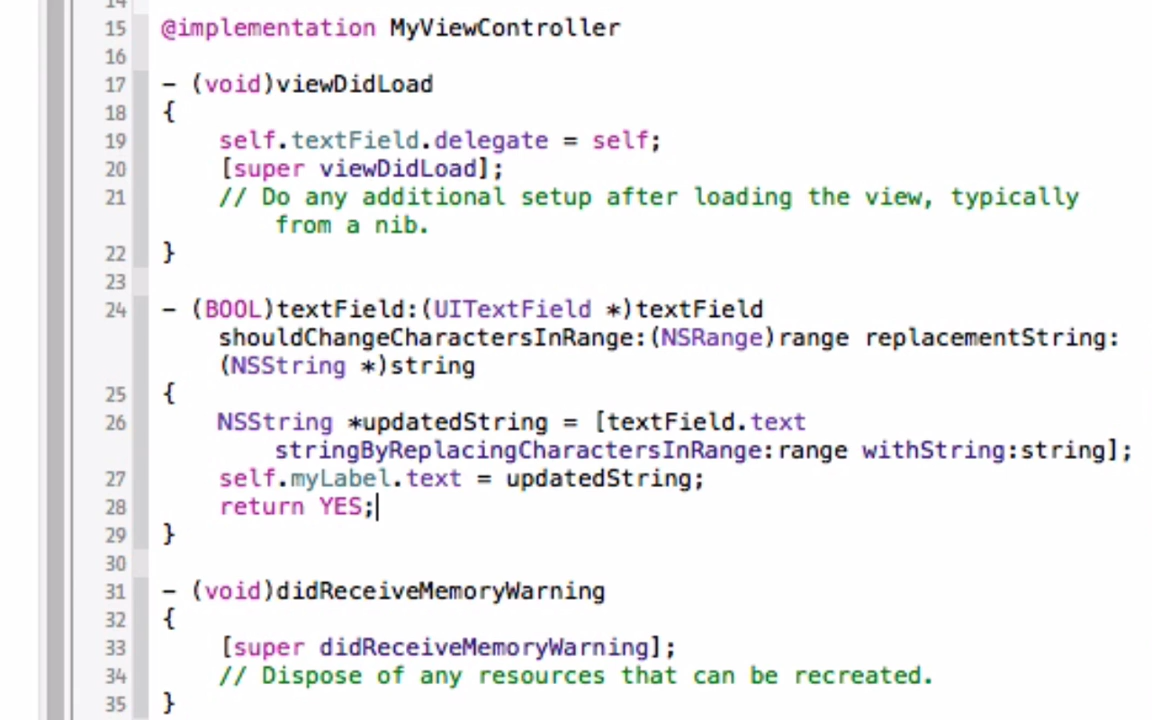 14
15 @implementation MyViewController
16
17 - (void)viewDidLoad
18 {
19 self.textField.delegate = self;
20 [super viewDidLoad];
21 // Do any additional setup after loading the view, typically
from a nib.
22 }
23
24 - (BOOL)textField:(UITextField *)textField
shouldChangeCharactersInRange:(NSRange)range replacementString:
(NSString *)string
25 {
26 NSString *updatedString = [textField.text
stringByReplacingCharactersInRange:range withString:string];
27 self.myLabel.text = updatedString;
28 return YES;
29 }
30
31 - (void)didReceiveMemoryWarning
32 {
33 [super didReceiveMemoryWarning];
34 // Dispose of any resources that can be recreated.
35 }